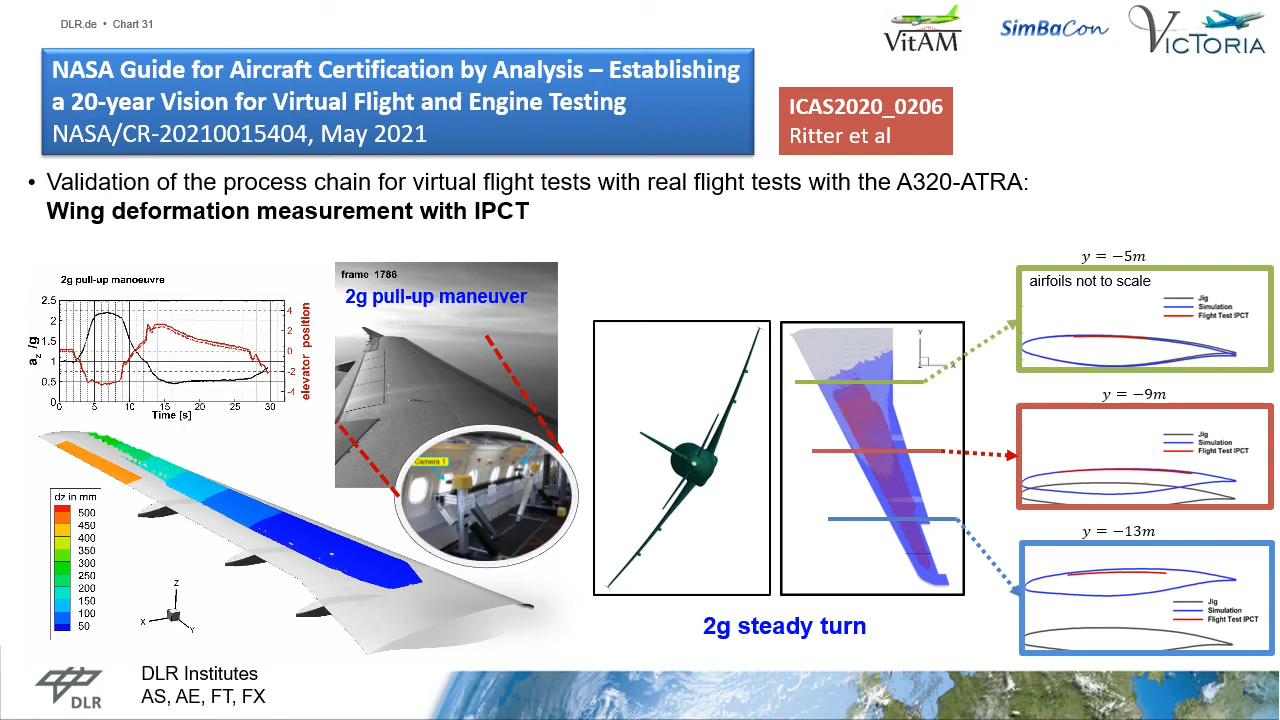 DLR.de • Chart 31
VitAM
SimBaCon
VICTORIA
NASA Guide for Aircraft Certification by Analysis – Establishing
a 20-year Vision for Virtual Flight and Engine Testing
NASA/CR-20210015404, May 2021
ICAS2020_0206
Ritter et al
• Validation of the process chain for virtual flight tests with real flight tests with the A320-ATRA:
Wing deformation measurement with IPCT
2g pull-up manoeuvre
2.5
2
1.5
1
0.5
0
az /g
4
2
0
-2
-4
elevator position
0 5 10 15 20 25 30
Time [s]
frame 1786
2g pull-up maneuver
Camera 1
dz in mm
500
450
400
350
300
250
200
150
100
50
Z
X
Y
Y
Z
X
2g steady turn
y = −5m
airfoils not to scale
Jig
Simulation
Flight Test IPCT
y = −9m
Jig
Simulation
Flight Test IPCT
y = −13m
Jig
Simulation
Flight Test IPCT
DLR
DLR Institutes
AS, AE, FT, FX